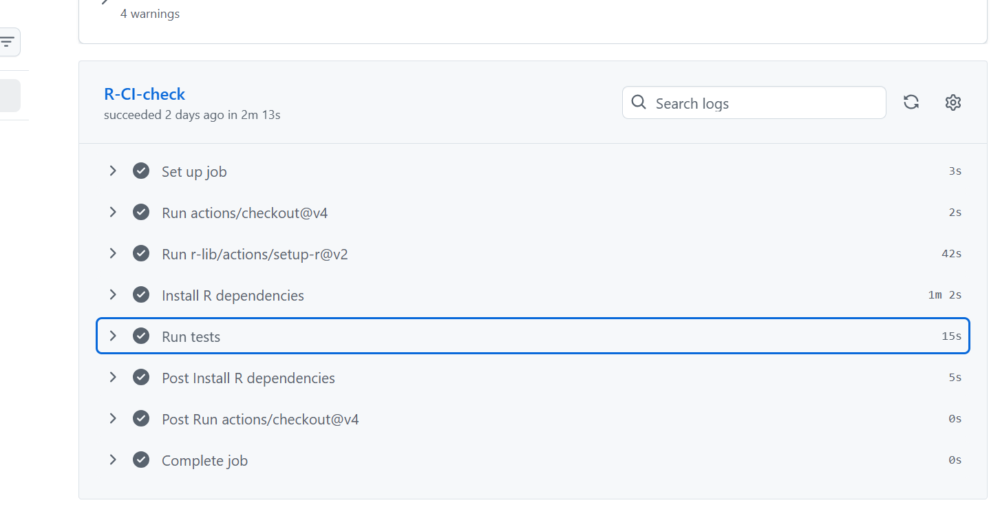 4 warnings
R-CI-check
Search logs
succeeded 2 days ago in 2m 13s
Set up job 3s
Run actions/checkout@v4 2s
Run r-lib/actions/setup-r@v2 42s
Install R dependencies 1m 2s
Run tests 15s
Post Install R dependencies 5s
Post Run actions/checkout@v4 0s
Complete job 0s